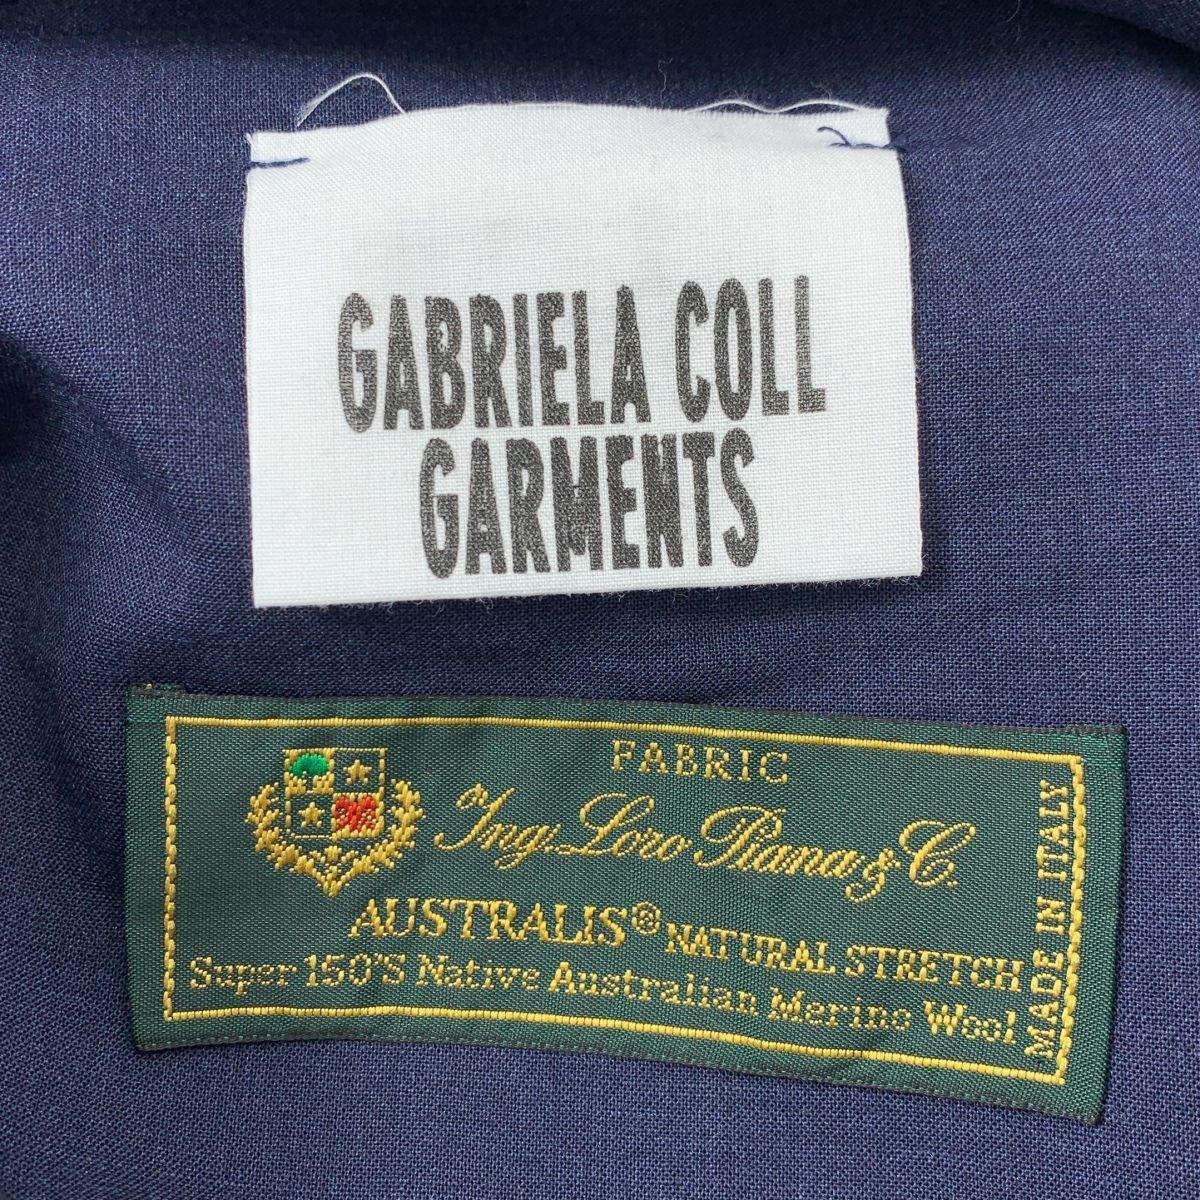 GABRIELA COLL
GARMENTS
FABRIC
Ing. Loro Piana & C.
AUSTRALIS® NATURAL STRETCH
Super 150'S Native Australian Merino Wool
MADE IN ITALY